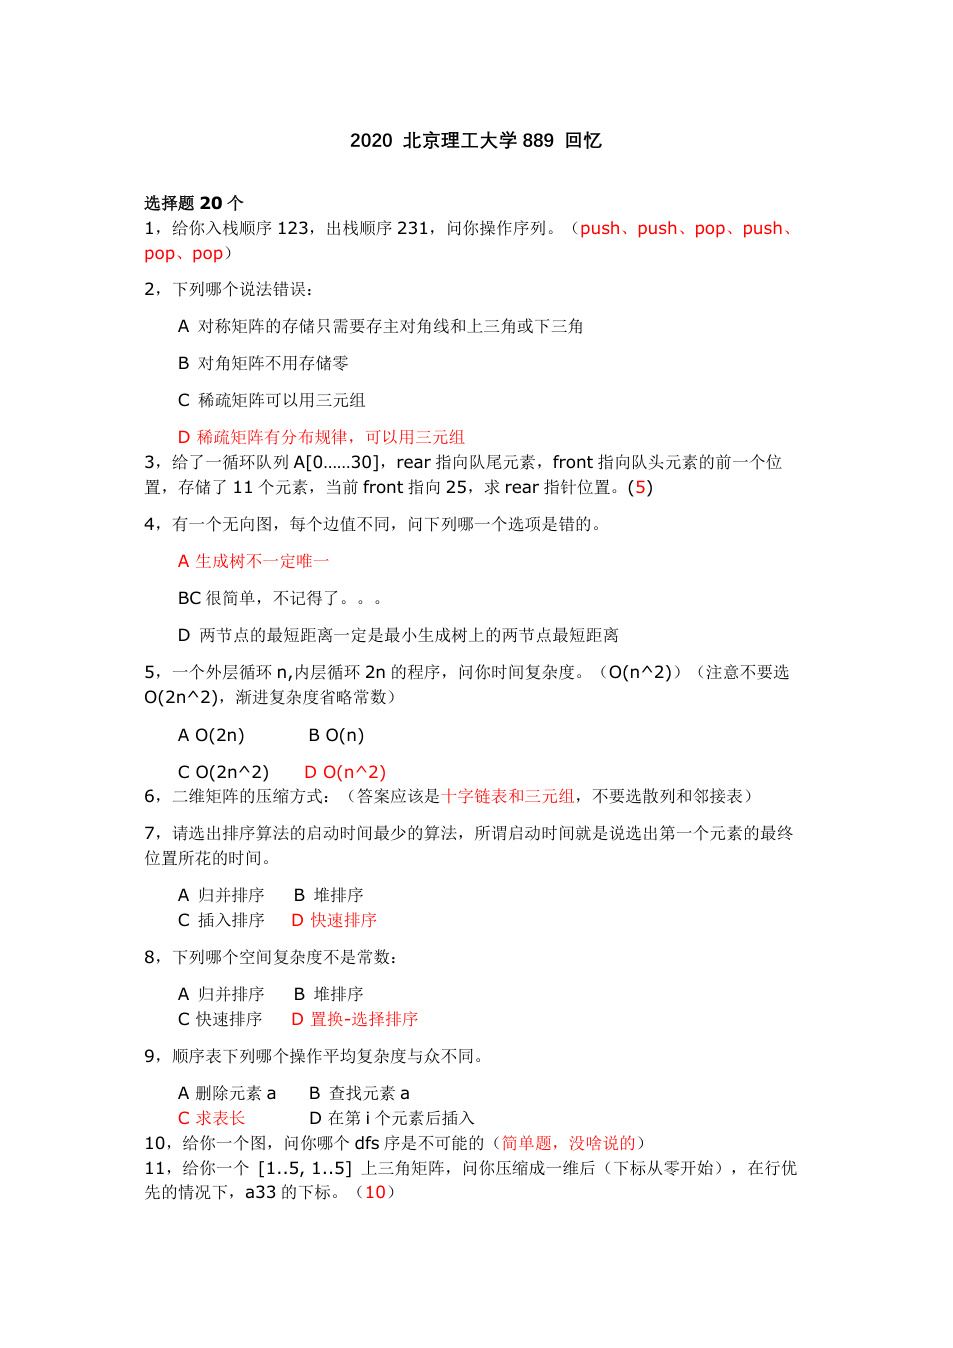 2020 北京理工大学 889 回忆
选择题 20 个
1，给你入栈顺序 123，出栈顺序 231，问你操作序列。（push、push、pop、push、
pop、pop）
2，下列哪个说法错误：
A 对称矩阵的存储只需要存主对角线和上三角或下三角
B 对角矩阵不用存储零
C 稀疏矩阵可以用三元组
D 稀疏矩阵有分布规律，可以用三元组
3，给了一循环队列 A[0……30]，rear 指向队尾元素，front 指向队头元素的前一个位
置，存储了 11 个元素，当前 front 指向 25，求 rear 指针位置。(5)
4，有一个无向图，每个边值不同，问下列哪一个选项是错的。
A 生成树不一定唯一
BC 很简单，不记得了。。。
D 两节点的最短距离一定是最小生成树上的两节点最短距离
5，一个外层循环 n,内层循环 2n 的程序，问你时间复杂度。（O(n^2)）（注意不要选
O(2n^2)，渐进复杂度省略常数）
A O(2n) B O(n)
C O(2n^2) D O(n^2)
6，二维矩阵的压缩方式：（答案应该是十字链表和三元组，不要选散列和邻接表）
7，请选出排序算法的启动时间最少的算法，所谓启动时间就是说选出第一个元素的最终
位置所花的时间。
A 归并排序 B 堆排序
C 插入排序 D 快速排序
8，下列哪个空间复杂度不是常数：
A 归并排序 B 堆排序
C 快速排序 D 置换-选择排序
9，顺序表下列哪个操作平均复杂度与众不同。
A 删除元素 a B 查找元素 a
C 求表长 D 在第 i 个元素后插入
10，给你一个图，问你哪个 dfs 序是不可能的（简单题，没啥说的）
11，给你一个 [1..5, 1..5] 上三角矩阵，问你压缩成一维后（下标从零开始），在行优
先的情况下，a33 的下标。（10）